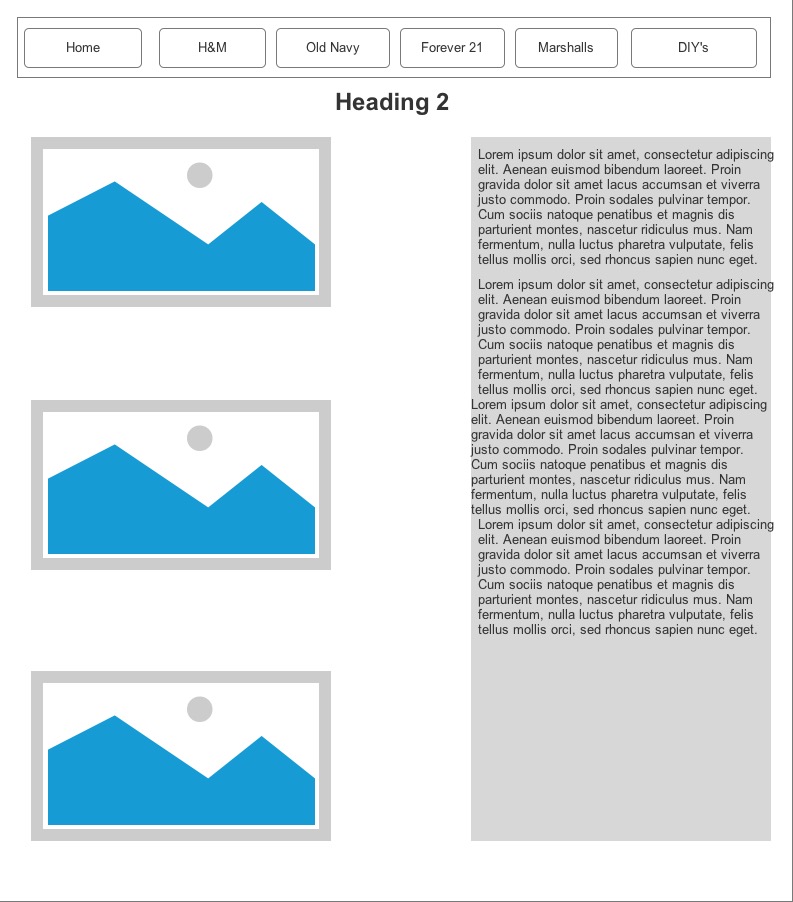 Home H&M Old Navy Forever 21 Marshalls DIY's
Heading 2
Lorem ipsum dolor sit amet, consectetur adipiscing
elit. Aenean euismod bibendum laoreet. Proin
gravida dolor sit amet lacus accumsan et viverra
justo commodo. Proin sodales pulvinar tempor.
Cum sociis natoque penatibus et magnis dis
parturient montes, nascetur ridiculus mus. Nam
fermentum, nulla luctus pharetra vulputate, felis
tellus mollis orci, sed rhoncus sapien nunc eget.
Lorem ipsum dolor sit amet, consectetur adipiscing
elit. Aenean euismod bibendum laoreet. Proin
gravida dolor sit amet lacus accumsan et viverra
justo commodo. Proin sodales pulvinar tempor.
Cum sociis natoque penatibus et magnis dis
parturient montes, nascetur ridiculus mus. Nam
fermentum, nulla luctus pharetra vulputate, felis
tellus mollis orci, sed rhoncus sapien nunc eget.
Lorem ipsum dolor sit amet, consectetur adipiscing
elit. Aenean euismod bibendum laoreet. Proin
gravida dolor sit amet lacus accumsan et viverra
justo commodo. Proin sodales pulvinar tempor.
Cum sociis natoque penatibus et magnis dis
parturient montes, nascetur ridiculus mus. Nam
fermentum, nulla luctus pharetra vulputate, felis
tellus mollis orci, sed rhoncus sapien nunc eget.
Lorem ipsum dolor sit amet, consectetur adipiscing
elit. Aenean euismod bibendum laoreet. Proin
gravida dolor sit amet lacus accumsan et viverra
justo commodo. Proin sodales pulvinar tempor.
Cum sociis natoque penatibus et magnis dis
parturient montes, nascetur ridiculus mus. Nam
fermentum, nulla luctus pharetra vulputate, felis
tellus mollis orci, sed rhoncus sapien nunc eget.